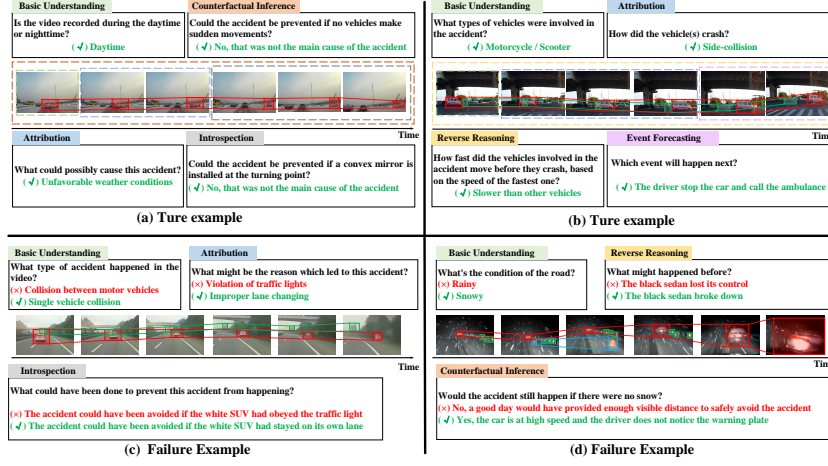 Basic Understanding
Is the video recorded during the daytime
or nighttime?
(✓) Daytime
Counterfactual Inference
Could the accident be prevented if no vehicles make
sudden movements?
(✓) No, that was not the main cause of the accident
Time
Attribution
What could possibly cause this accident?
(✓) Unfavorable weather conditions
Introspection
Could the accident be prevented if a convex mirror is
installed at the turning point?
(✓) No, that was not the main cause of the accident
(a) Ture example
Basic Understanding
What types of vehicles were involved in
the accident?
(✓) Motorcycle / Scooter
Attribution
How did the vehicle(s) crash?
(✓) Side-collision
Time
Reverse Reasoning
How fast did the vehicles involved in the
accident move before they crash, based
on the speed of the fastest one?
(✓) Slower than other vehicles
Event Forecasting
Which event will happen next?
(✓) The driver stop the car and call the ambulance
(b) Ture example
Basic Understanding
What type of accident happened in the
video?
(×) Collision between motor vehicles
(✓) Single vehicle collision
Attribution
What might be the reason which led to this accident?
(×) Violation of traffic lights
(✓) Improper lane changing
Time
Introspection
What could have been done to prevent this accident from happening?
(×) The accident could have been avoided if the white SUV had obeyed the traffic light
(✓) The accident could have been avoided if the white SUV had stayed on its own lane
(c) Failure Example
Basic Understanding
What's the condition of the road?
(×) Rainy
(✓) Snowy
Reverse Reasoning
What might happened before?
(×) The black sedan lost its control
(✓) The black sedan broke down
Time
Counterfactual Inference
Would the accident still happen if there were no snow?
(×) No, a good day would have provided enough visible distance to safely avoid the accident
(✓) Yes, the car is at high speed and the driver does not notice the warning plate
(d) Failure Example